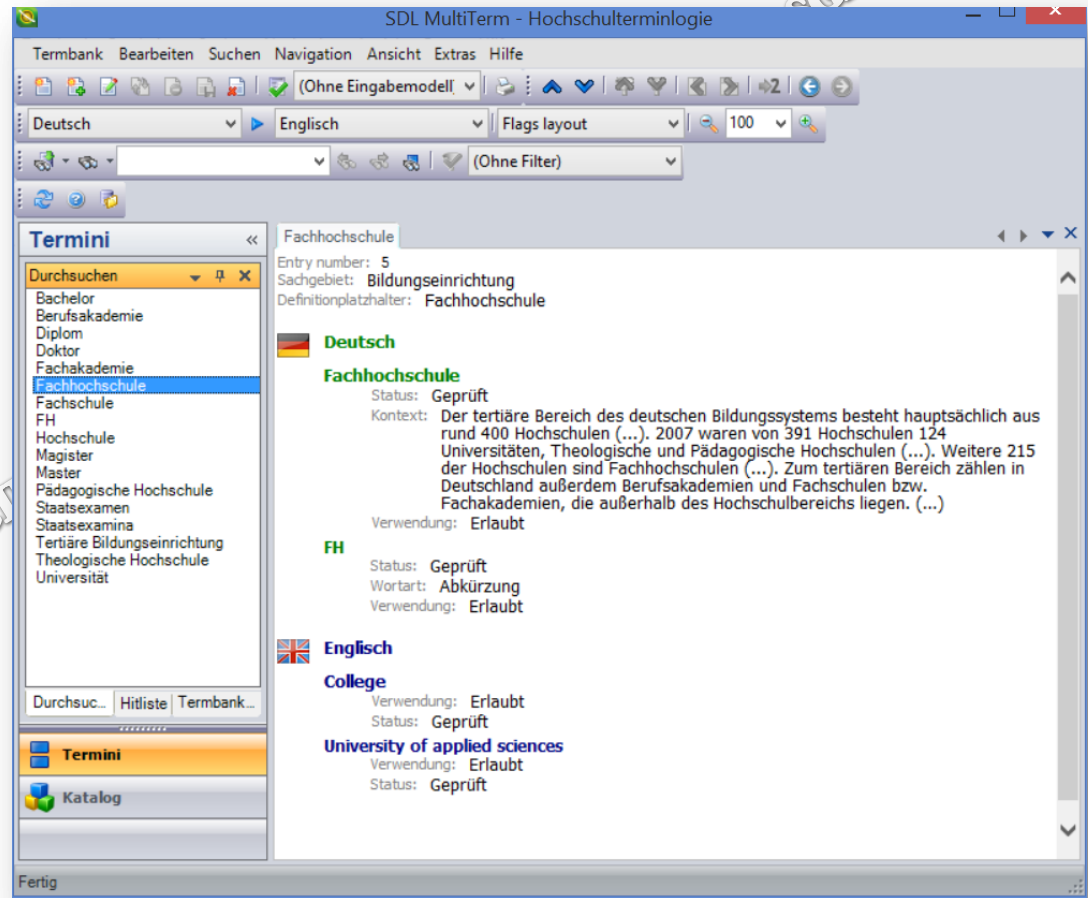 SDL MultiTerm - Hochschulterminlogie
Termbank Bearbeiten Suchen Navigation Ansicht Extras Hilfe
(Ohne Eingabemodell
Deutsch Englisch Flags layout 100
(Ohne Filter)
Termini «
Durchsuchen
Bachelor
Berufsakademie
Diplom
Doktor
Fachakademie
Fachhochschule
Fachschule
FH
Hochschule
Magister
Master
Pädagogische Hochschule
Staatsexamen
Staatsexamina
Tertiäre Bildungseinrichtung
Theologische Hochschule
Universität
Durchsuc... Hitliste Termbank...
Termini
Katalog
Fachhochschule
Entry number: 5
Sachgebiet: Bildungseinrichtung
Definitionplatzhalter: Fachhochschule
Deutsch
Fachhochschule
Status: Geprüft
Kontext: Der tertiäre Bereich des deutschen Bildungssystems besteht hauptsächlich aus
rund 400 Hochschulen (...). 2007 waren von 391 Hochschulen 124
Universitäten, Theologische und Pädagogische Hochschulen (...). Weitere 215
der Hochschulen sind Fachhochschulen (...). Zum tertiären Bereich zählen in
Deutschland außerdem Berufsakademien und Fachschulen bzw.
Fachakademien, die außerhalb des Hochschulbereichs liegen. (...)
Verwendung: Erlaubt
FH
Status: Geprüft
Wortart: Abkürzung
Verwendung: Erlaubt
Englisch
College
Verwendung: Erlaubt
Status: Geprüft
University of applied sciences
Verwendung: Erlaubt
Status: Geprüft
Fertig